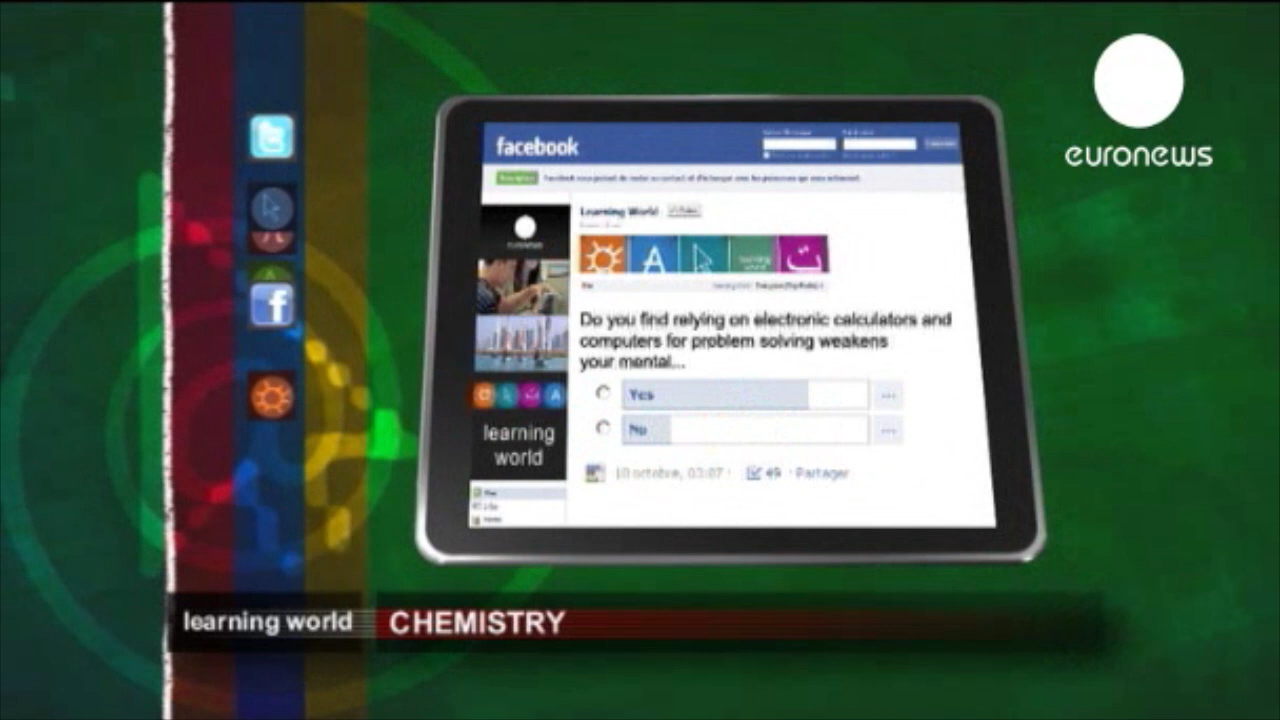 euronews
facebook
Learning World
Do you find relying on electronic calculators and
computers for problem solving weakens
your mental...
Yes
No
10 octobre, 03:07 · 49 · Partager
euronews
learning
world
learning world
CHEMISTRY